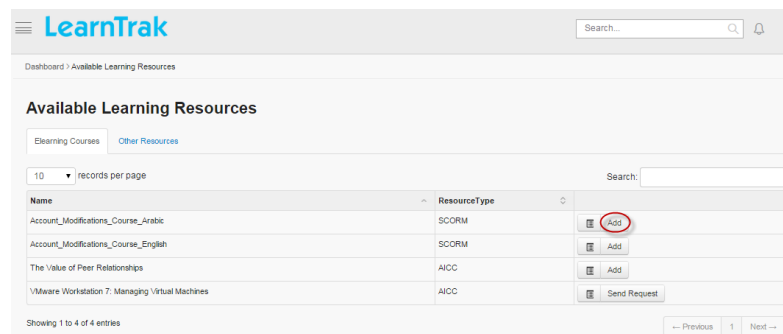 LearnTrak
Search...
Dashboard > Available Learning Resources
Available Learning Resources
Elearning Courses Other Resources
10 records per page Search:
Name ResourceType
Account_Modifications_Course_Arabic SCORM Add
Account_Modifications_Course_English SCORM Add
The Value of Peer Relationships AICC Add
VMware Workstation 7: Managing Virtual Machines AICC Send Request
Showing 1 to 4 of 4 entries ← Previous 1 Next →